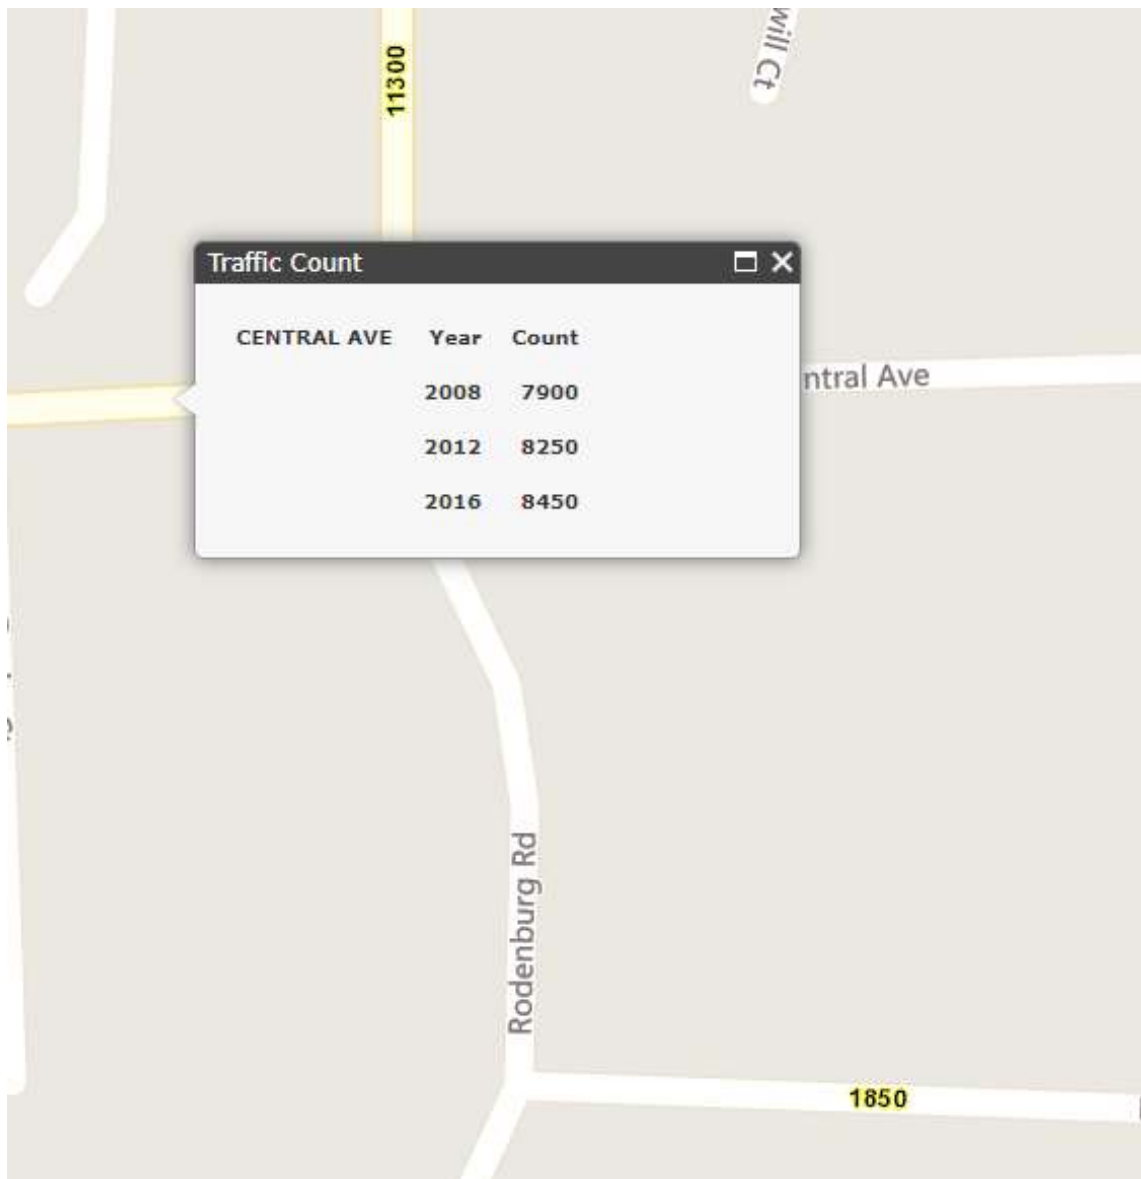 will Ct
11300
Traffic Count
CENTRAL AVE Year Count
2008 7900
2012 8250
2016 8450
ntral Ave
Rodenburg Rd
1850